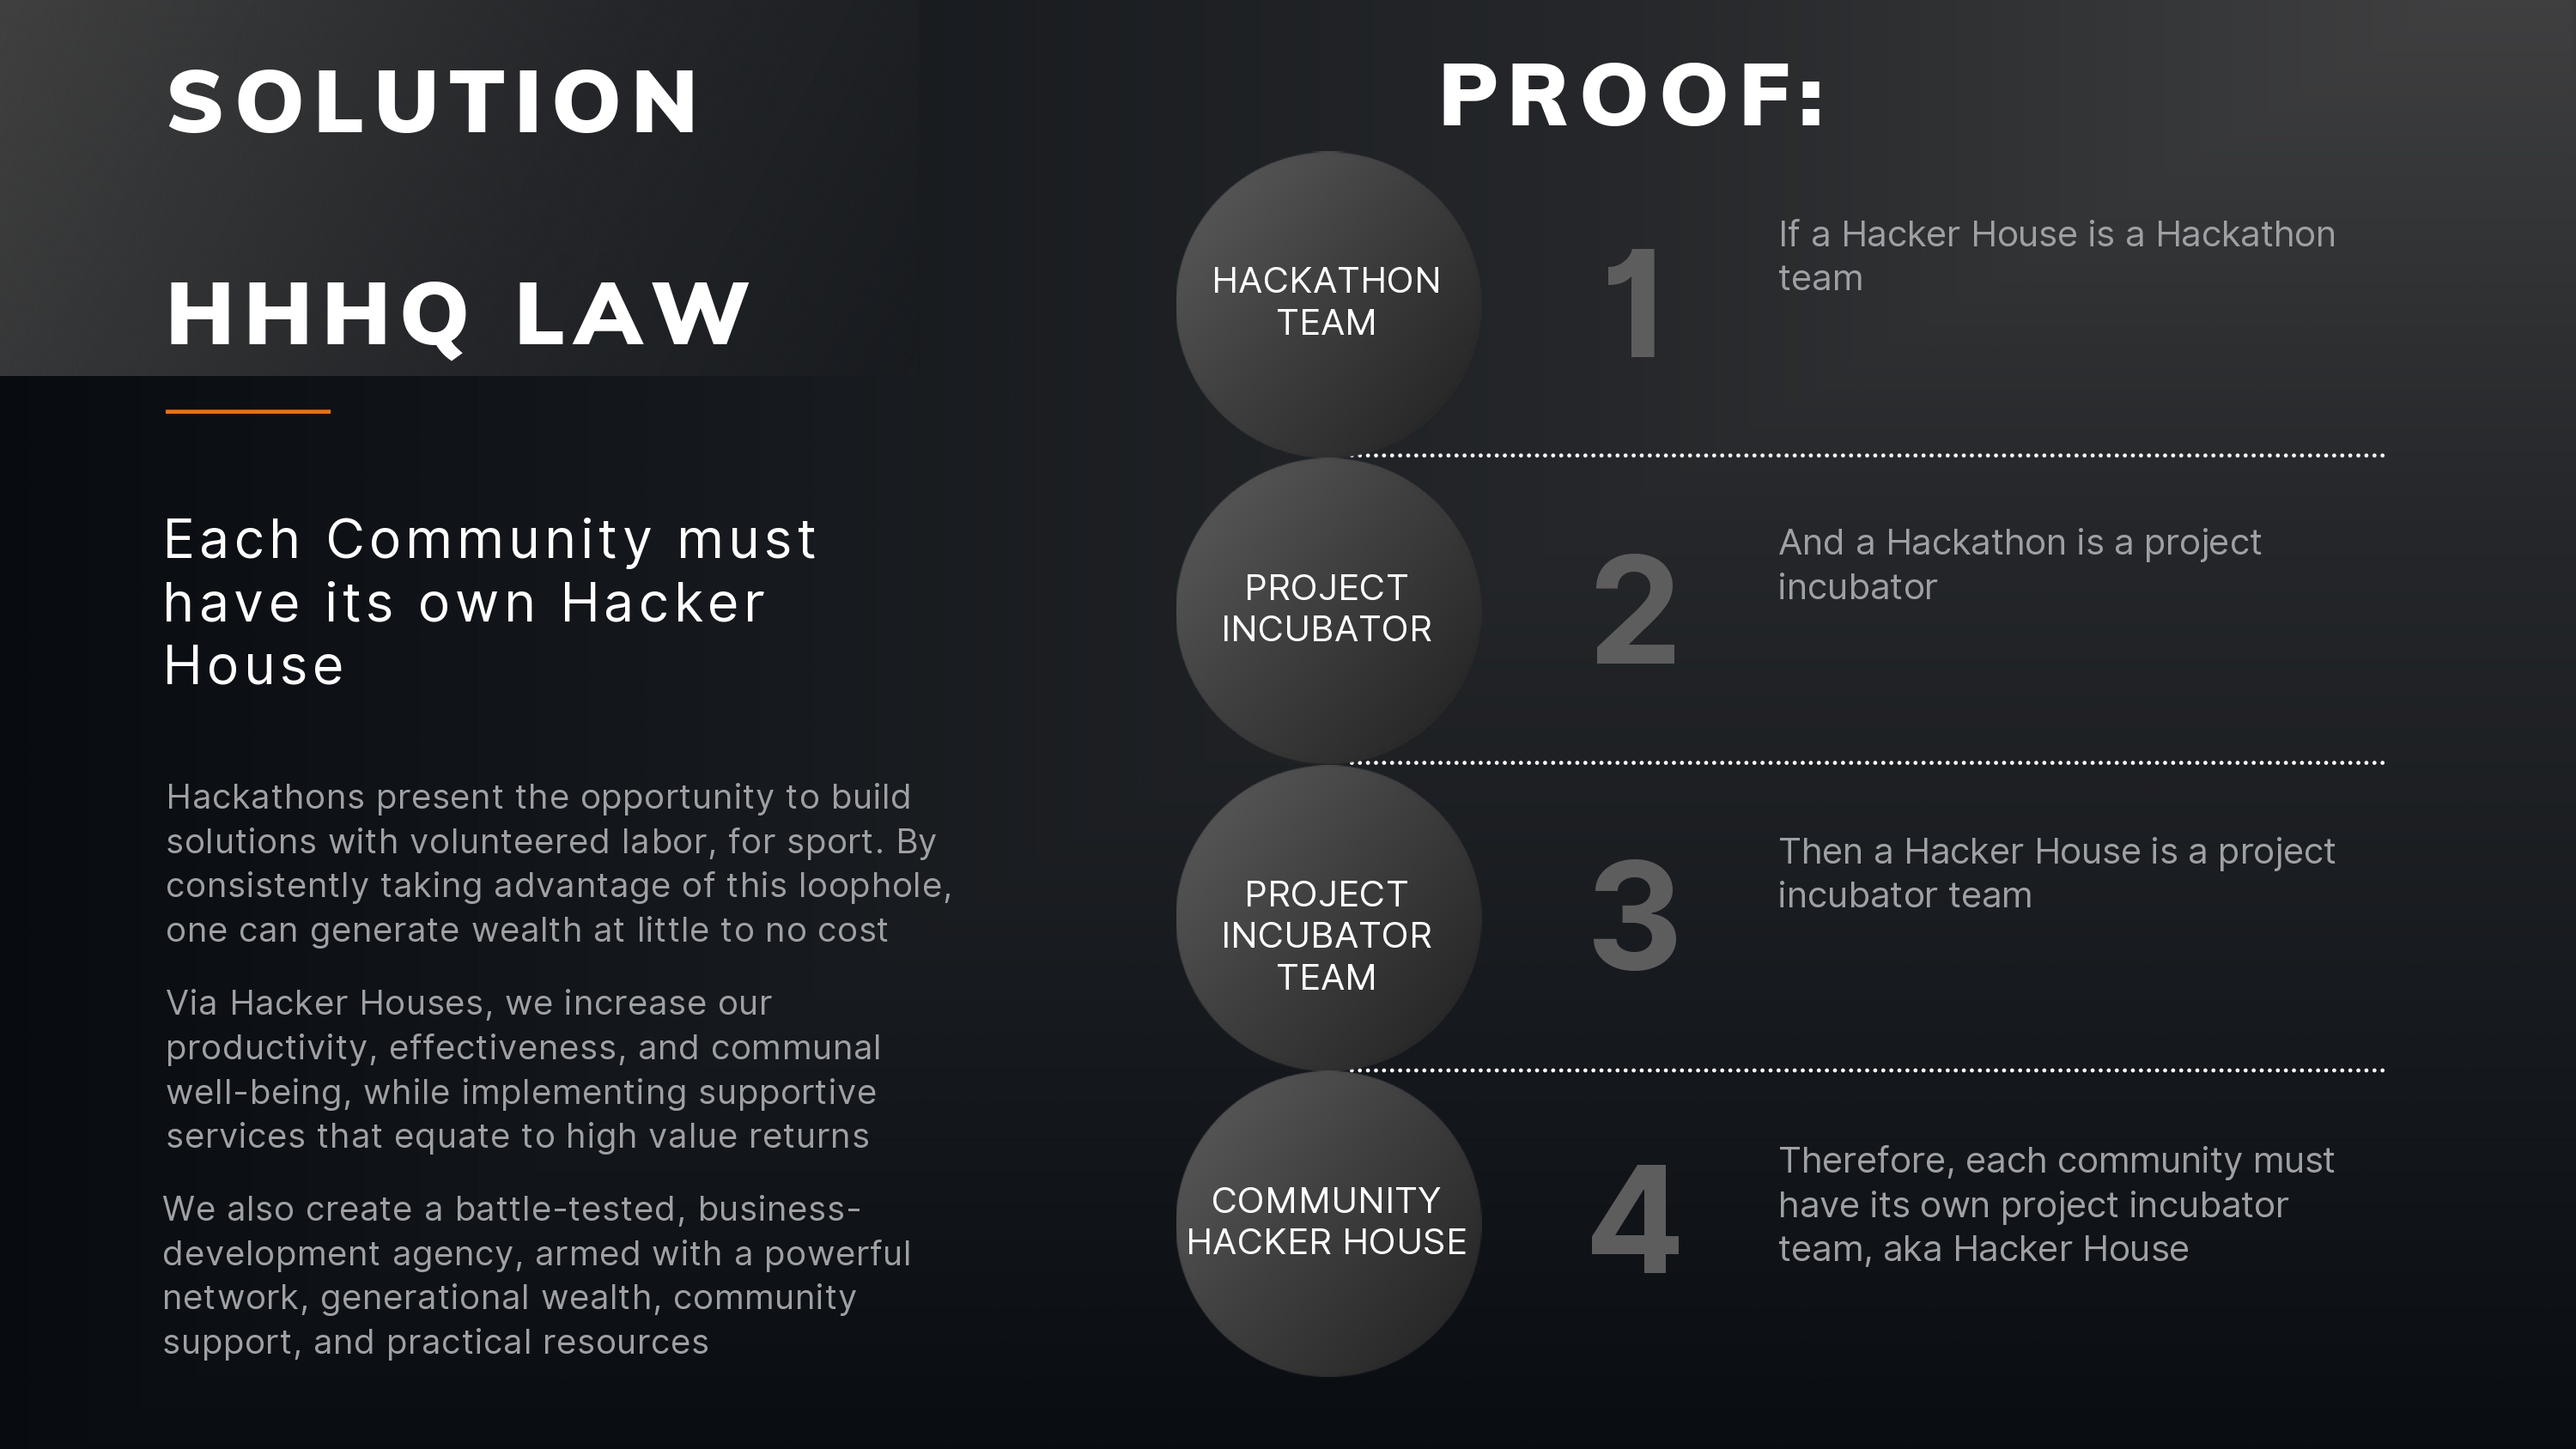 SOLUTION
HHHQ LAW
Each Community must
have its own Hacker
House
Hackathons present the opportunity to build
solutions with volunteered labor, for sport. By
consistently taking advantage of this loophole,
one can generate wealth at little to no cost
Via Hacker Houses, we increase our
productivity, effectiveness, and communal
well-being, while implementing supportive
services that equate to high value returns
We also create a battle-tested, business-
development agency, armed with a powerful
network, generational wealth, community
support, and practical resources
PROOF:
HACKATHON
TEAM
1
If a Hacker House is a Hackathon
team
PROJECT
INCUBATOR
2
And a Hackathon is a project
incubator
PROJECT
INCUBATOR
TEAM
3
Then a Hacker House is a project
incubator team
COMMUNITY
HACKER HOUSE
4
Therefore, each community must
have its own project incubator
team, aka Hacker House